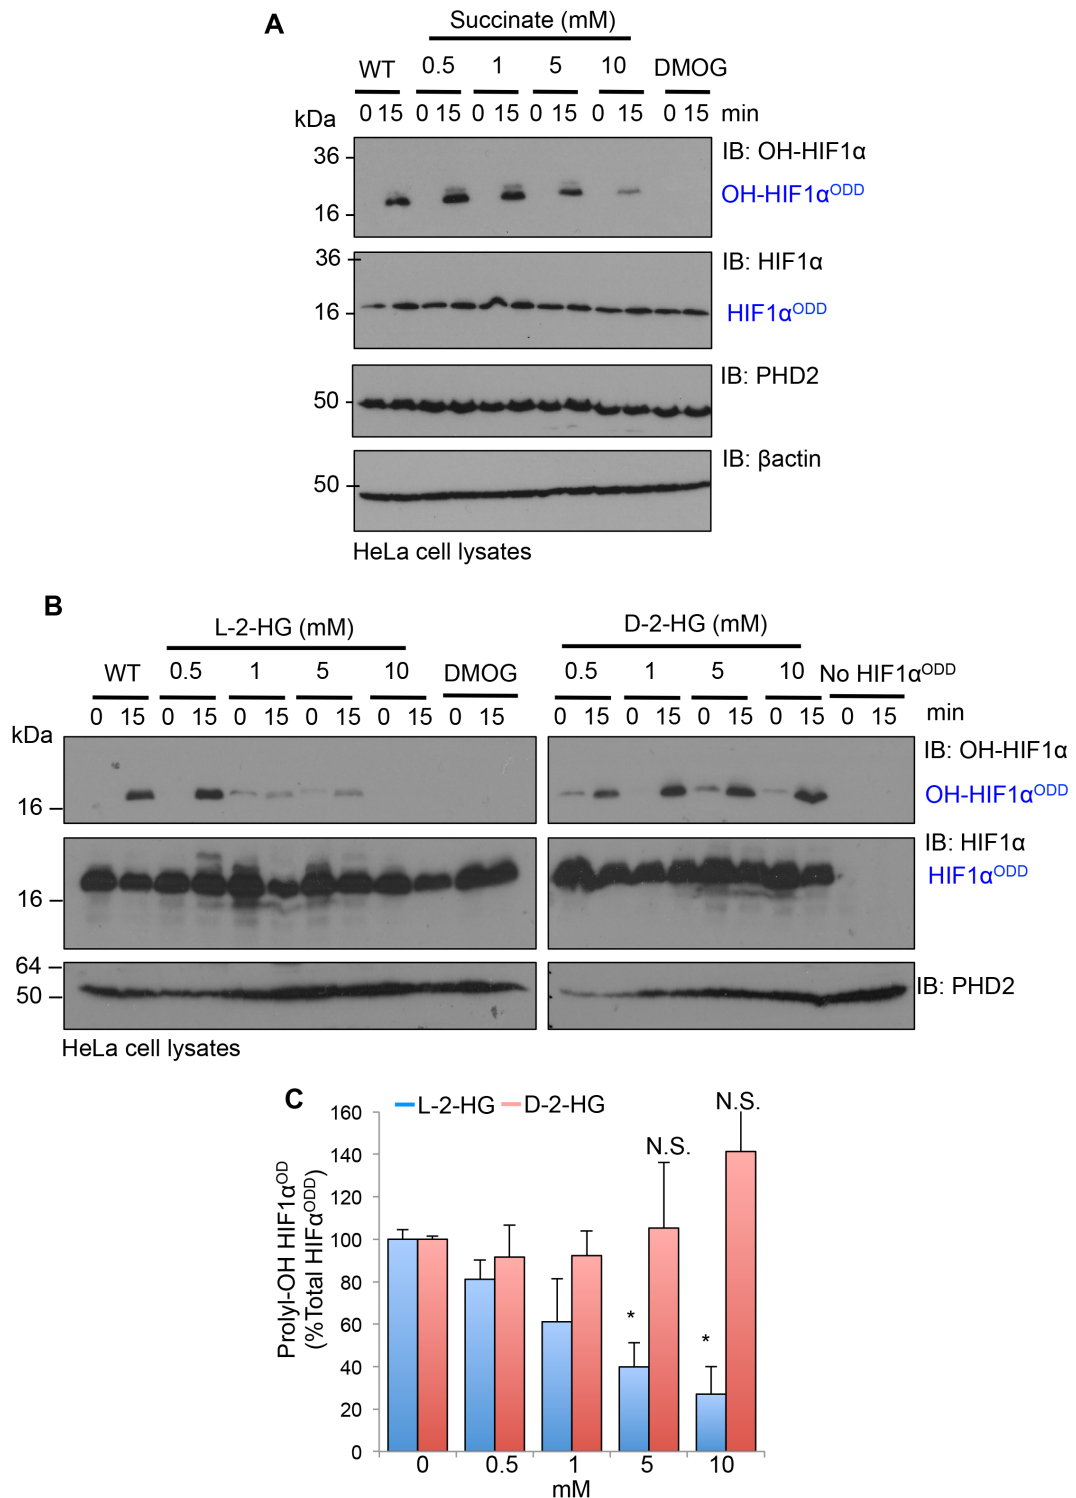 A
Succinate (mM)
WT 0.5 1 5 10 DMOG
kDa 0 15 0 15 0 15 0 15 0 15 0 15 min
36
16
IB: OH-HIF1α
OH-HIF1αODD
36
16
IB: HIF1α
HIF1αODD
50
IB: PHD2
50
IB: βactin
HeLa cell lysates
B
L-2-HG (mM) D-2-HG (mM)
WT 0.5 1 5 10 DMOG 0.5 1 5 10 No HIF1αODD
0 15 0 15 0 15 0 15 0 15 0 15 0 15 0 15 0 15 0 15 0 15 min
kDa
16
IB: OH-HIF1α
OH-HIF1αODD
16
IB: HIF1α
HIF1αODD
64
50
IB: PHD2
HeLa cell lysates
C
L-2-HG D-2-HG
Prolyl-OH HIF1αOD
(%Total HIFαODD)
160
140
120
100
80
60
40
20
0
* N.S.
* N.S.
0 0.5 1 5 10
mM